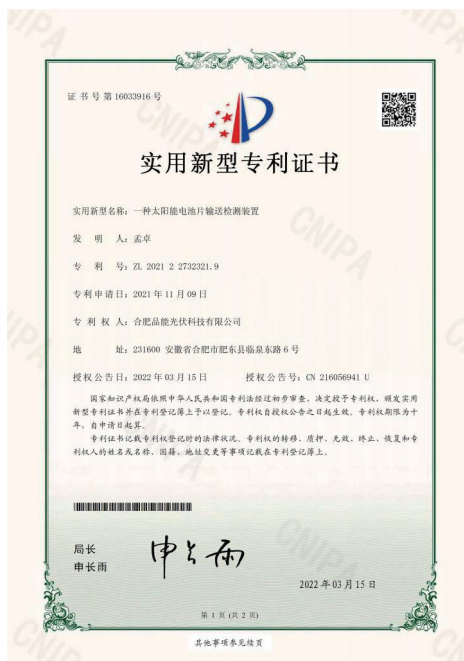 证书号第16033916号
实用新型专利证书
实用新型名称：一种太阳能电池片输送检测装置
发明人：孟卓
专利号：ZL 2021 2 2732321.9
专利申请日：2021年11月09日
专利权人：合肥品能光伏科技有限公司
地址：231600 安徽省合肥市肥东县临泉东路6号
授权公告日：2022年03月15日 授权公告号：CN 216056941 U
国家知识产权局依照中华人民共和国专利法经过初步审查，决定授予专利权，颁发实用
新型专利证书并在专利登记簿上予以登记。专利权自授权公告之日起生效。专利权期限为十
年，自申请日起算。
专利证书记载专利权登记时的法律状况。专利权的转移、质押、无效、终止、恢复和专
利权人的姓名或名称、国籍、地址变更等事项记载在专利登记簿上。
局长
申长雨
申长雨
2022年03月15日
第 1 页 (共 2 页)
其他事项参见续页
CNIPA
CNIPA
CNIPA
CNIPA